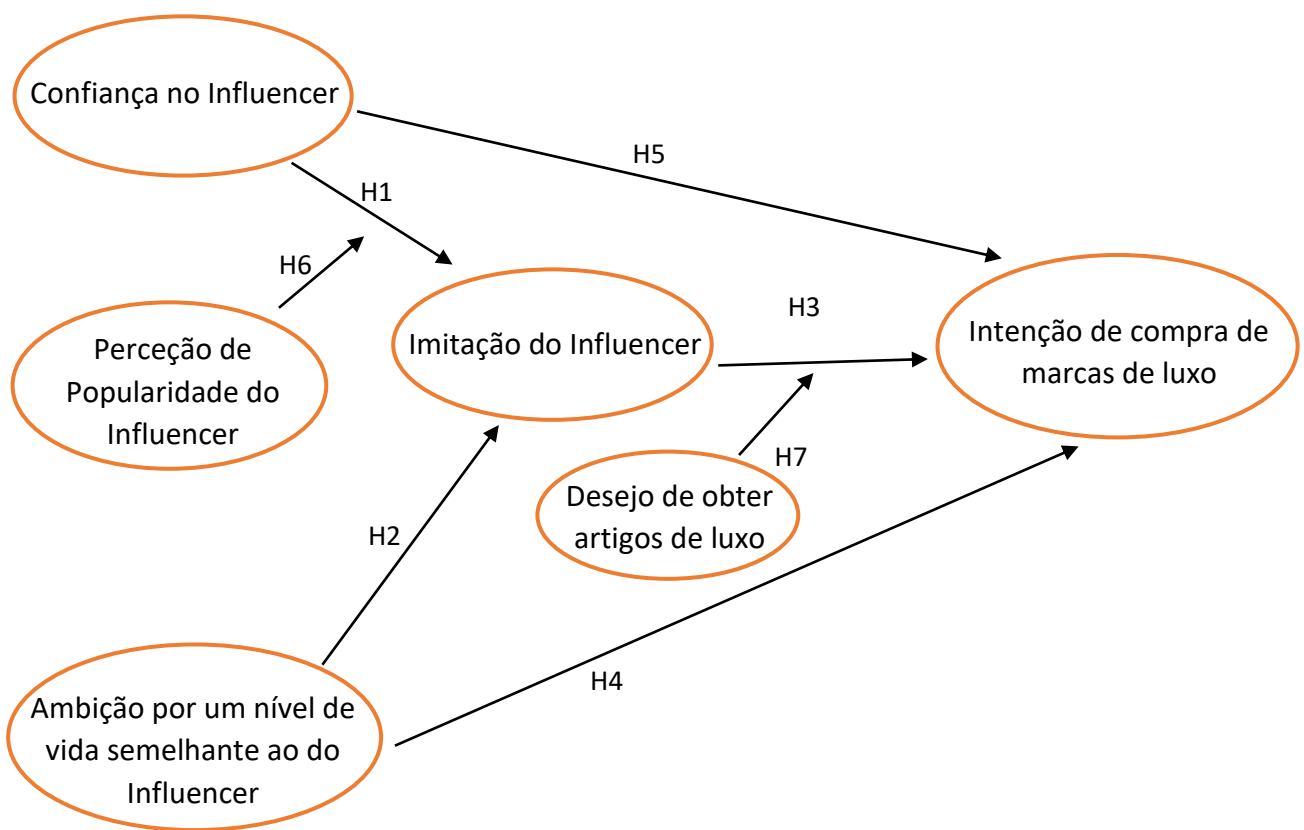 Confiança no Influencer
H5
H1
H6
Perceção de
Popularidade do
Influencer
Imitação do Influencer
H3
Intenção de compra de
marcas de luxo
H7
Desejo de obter
artigos de luxo
H2
H4
Ambição por um nível de
vida semelhante ao do
Influencer